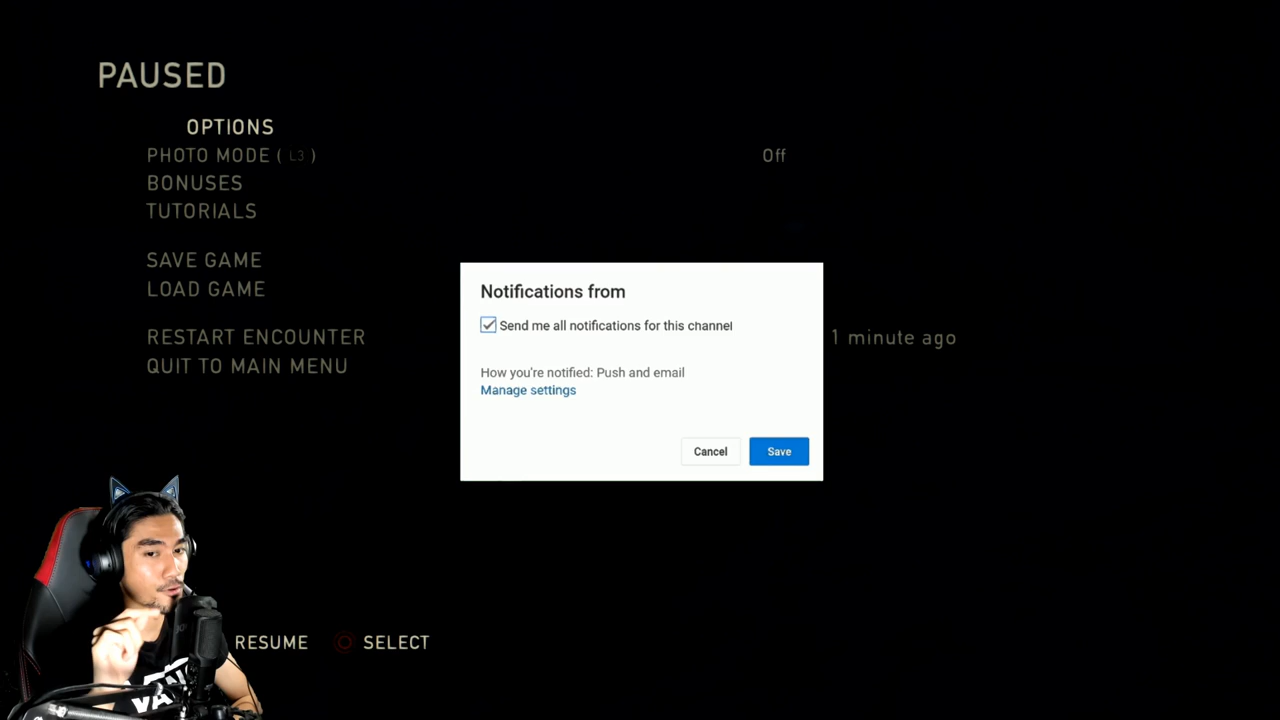 PAUSED
OPTIONS
PHOTO MODE ( L3 ) Off
BONUSES
TUTORIALS
SAVE GAME
LOAD GAME
RESTART ENCOUNTER 1 minute ago
QUIT TO MAIN MENU
Notifications from
Send me all notifications for this channel
How you're notified: Push and email
Manage settings
Cancel Save
RESUME SELECT
VANS